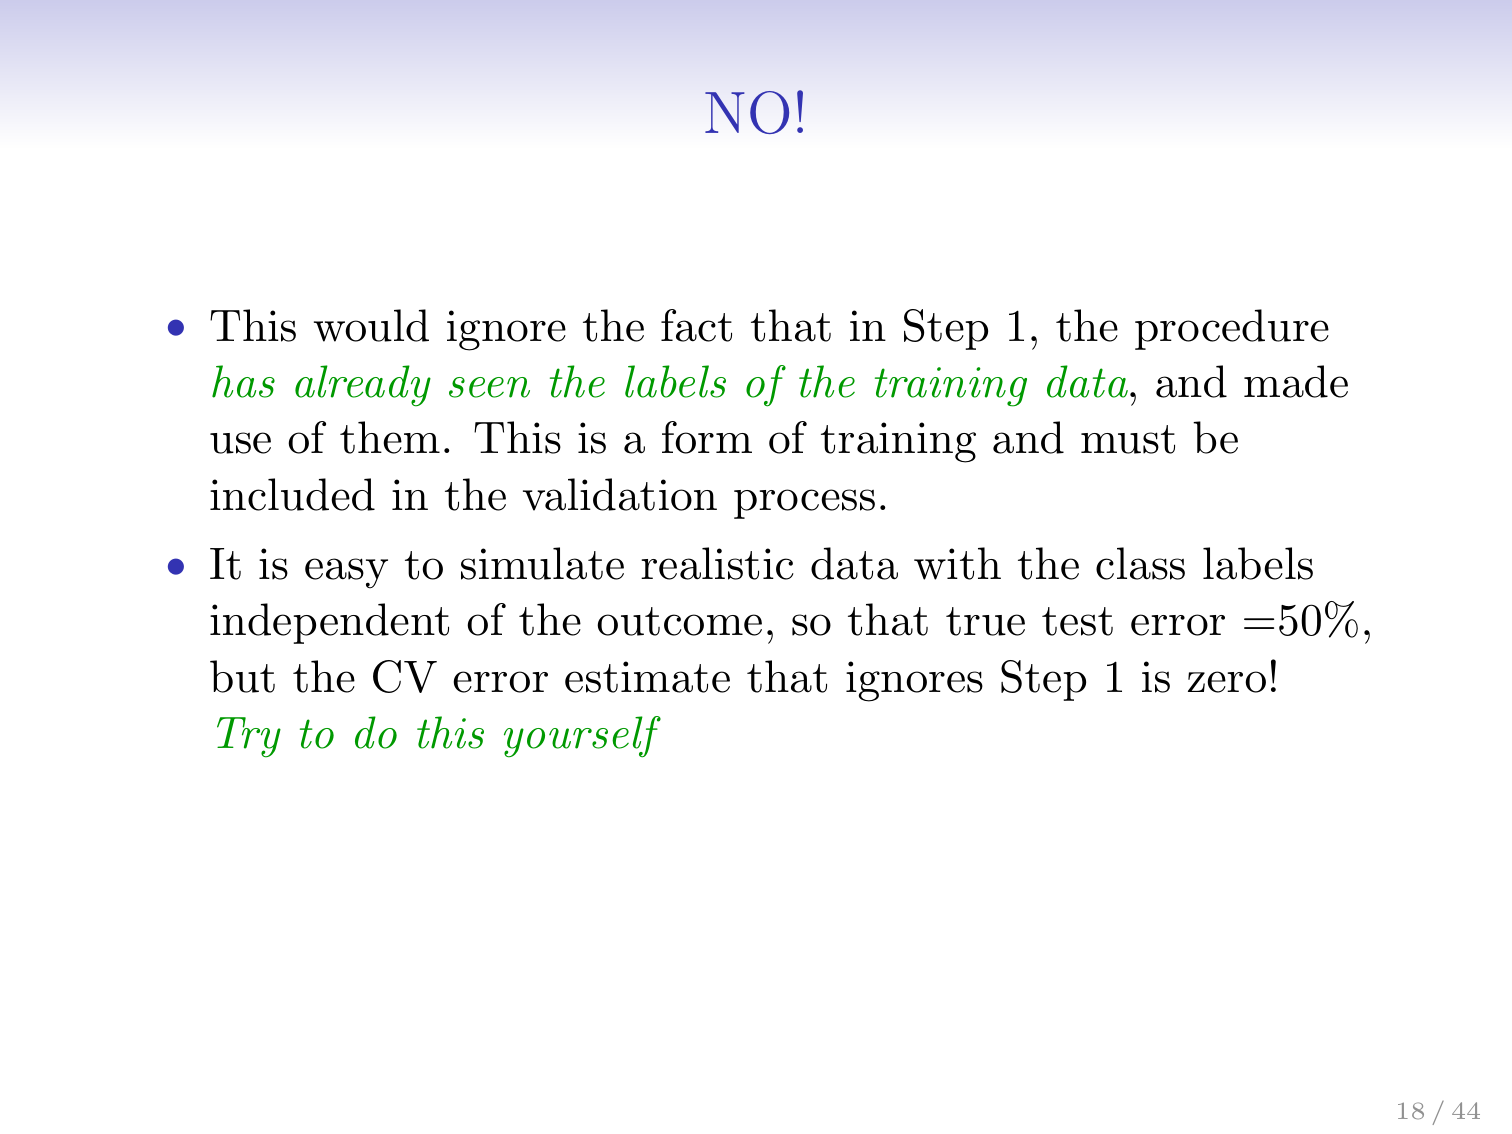 NO!
• This would ignore the fact that in Step 1, the procedure
has already seen the labels of the training data, and made
use of them. This is a form of training and must be
included in the validation process.
• It is easy to simulate realistic data with the class labels
independent of the outcome, so that true test error =50%,
but the CV error estimate that ignores Step 1 is zero!
Try to do this yourself
18 / 44